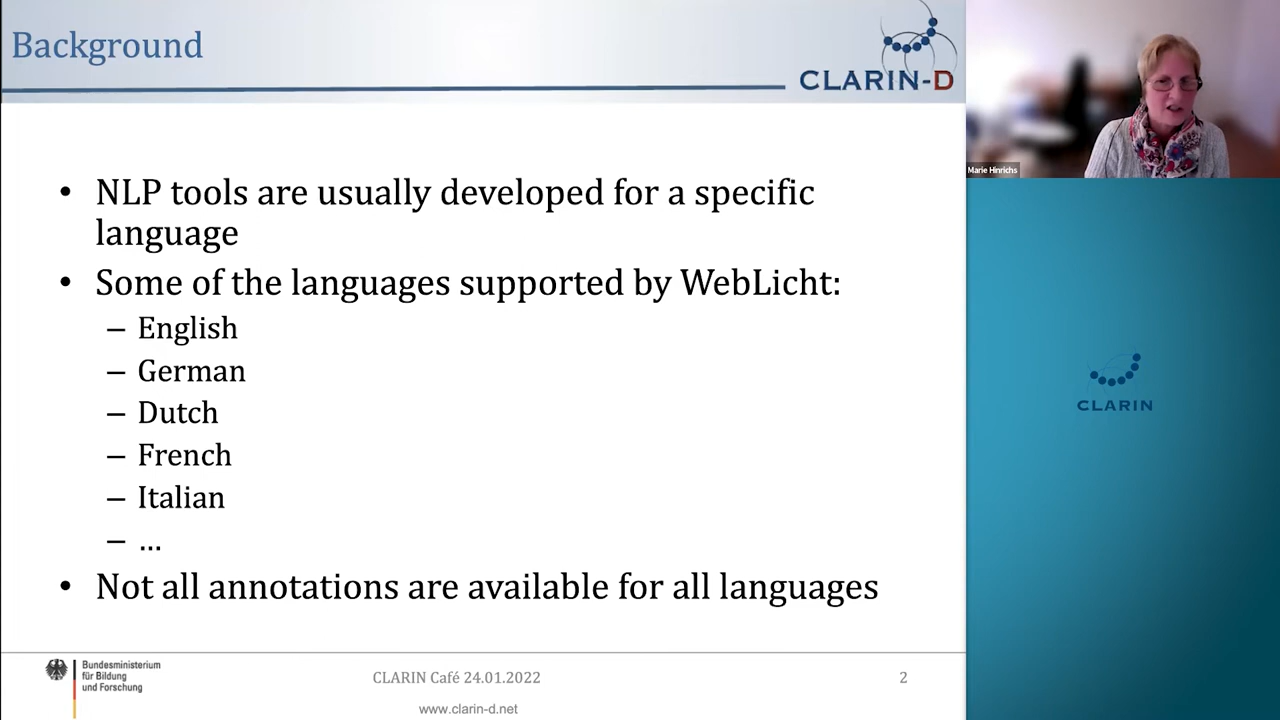 Background
CLARIN-D
• NLP tools are usually developed for a specific
language
• Some of the languages supported by WebLicht:
– English
– German
– Dutch
– French
– Italian
– ...
• Not all annotations are available for all languages
Bundesministerium
für Bildung
und Forschung
CLARIN Café 24.01.2022
2
www.clarin-d.net
Marie Hinrichs
CLARIN